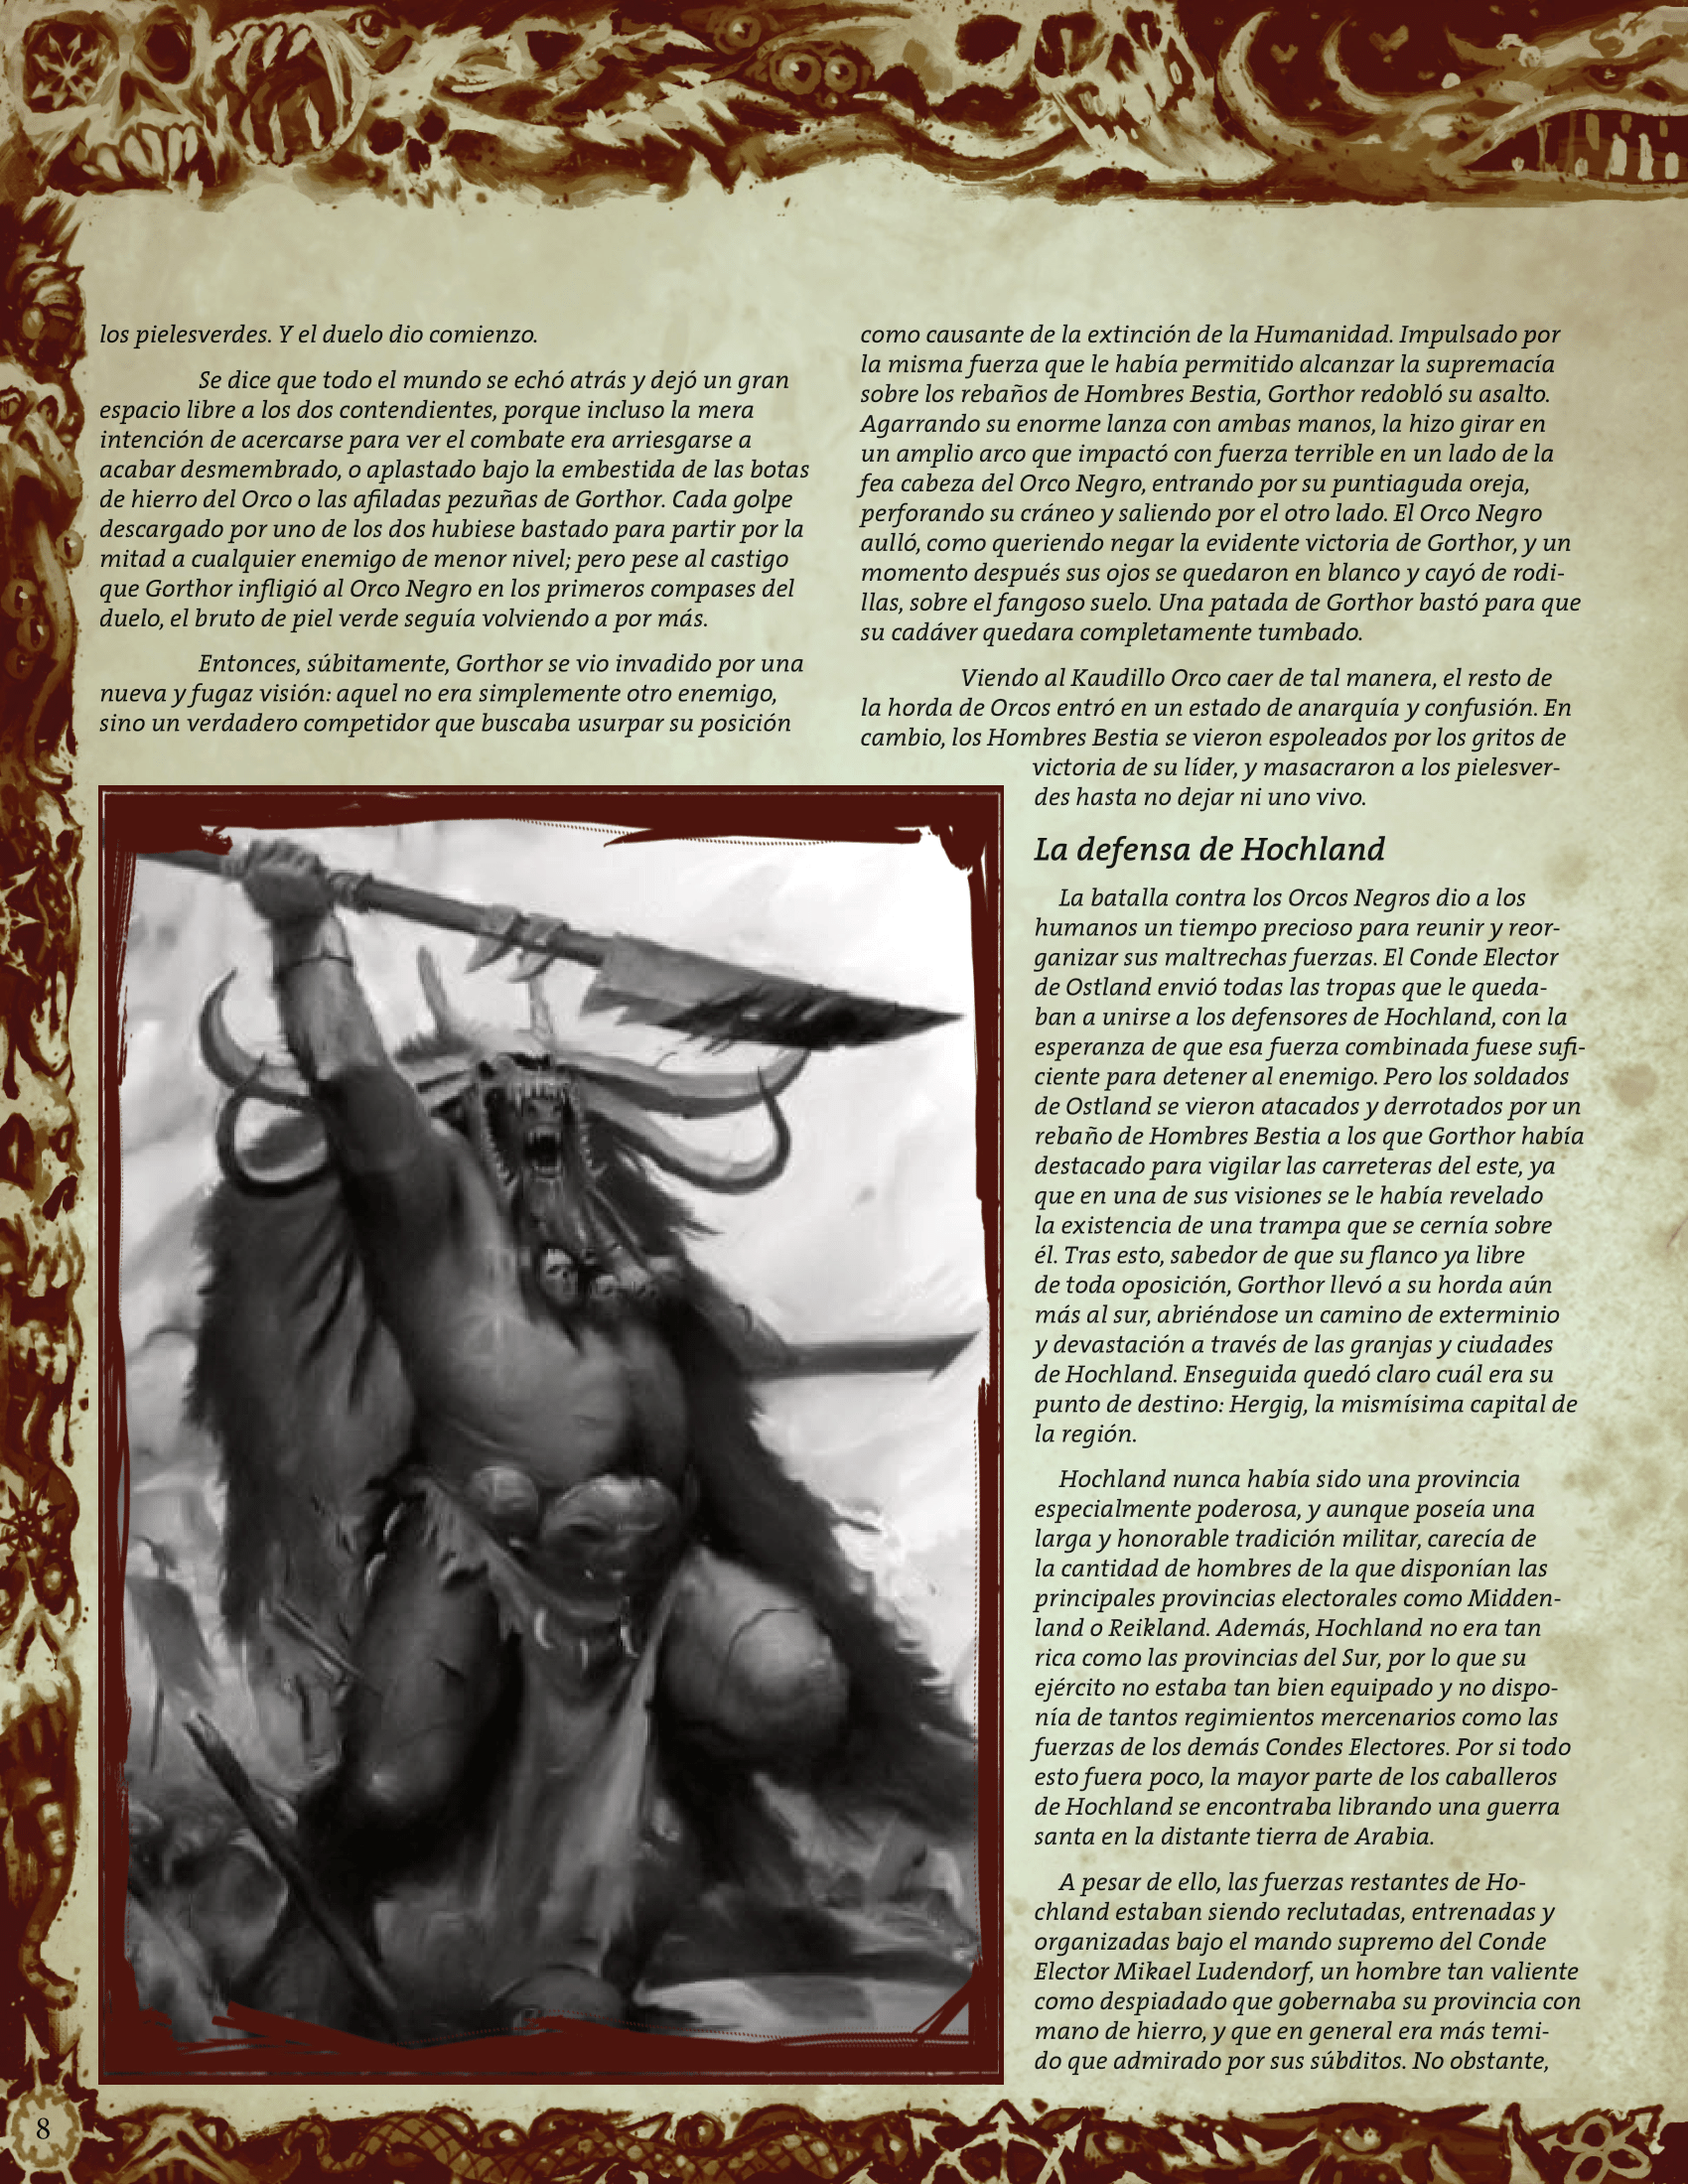 los pielesverdes. Y el duelo dio comienzo.
Se dice que todo el mundo se echó atrás y dejó un gran
espacio libre a los dos contendientes, porque incluso la mera
intención de acercarse para ver el combate era arriesgarse a
acabar desmembrado, o aplastado bajo la embestida de las botas
de hierro del Orco o las afiladas pezuñas de Gorthor. Cada golpe
descargado por uno de los dos hubiese bastado para partir por la
mitad a cualquier enemigo de menor nivel; pero pese al castigo
que Gorthor infligió al Orco Negro en los primeros compases del
duelo, el bruto de piel verde seguía volviendo a por más.
Entonces, súbitamente, Gorthor se vio invadido por una
nueva y fugaz visión: aquel no era simplemente otro enemigo,
sino un verdadero competidor que buscaba usurpar su posición
como causante de la extinción de la Humanidad. Impulsado por
la misma fuerza que le había permitido alcanzar la supremacía
sobre los rebaños de Hombres Bestia, Gorthor redobló su asalto.
Agarrando su enorme lanza con ambas manos, la hizo girar en
un amplio arco que impactó con fuerza terrible en un lado de la
fea cabeza del Orco Negro, entrando por su puntiaguda oreja,
perforando su cráneo y saliendo por el otro lado. El Orco Negro
aulló, como queriendo negar la evidente victoria de Gorthor, y un
momento después sus ojos se quedaron en blanco y cayó de rodi-
llas, sobre el fangoso suelo. Una patada de Gorthor bastó para que
su cadáver quedara completamente tumbado.
Viendo al Kaudillo Orco caer de tal manera, el resto de
la horda de Orcos entró en un estado de anarquía y confusión. En
cambio, los Hombres Bestia se vieron espoleados por los gritos de
victoria de su líder, y masacraron a los pielesver-
des hasta no dejar ni uno vivo.
La defensa de Hochland
La batalla contra los Orcos Negros dio a los
humanos un tiempo precioso para reunir y reor-
ganizar sus maltrechas fuerzas. El Conde Elector
de Ostland envió todas las tropas que le queda-
ban a unirse a los defensores de Hochland, con la
esperanza de que esa fuerza combinada fuese sufi-
ciente para detener al enemigo. Pero los soldados
de Ostland se vieron atacados y derrotados por un
rebaño de Hombres Bestia a los que Gorthor había
destacado para vigilar las carreteras del este, ya
que en una de sus visiones se le había revelado
la existencia de una trampa que se cernía sobre
él. Tras esto, sabedor de que su flanco ya libre
de toda oposición, Gorthor llevó a su horda aún
más al sur, abriéndose un camino de exterminio
y devastación a través de las granjas y ciudades
de Hochland. Enseguida quedó claro cuál era su
punto de destino: Hergig, la mismísima capital de
la región.
Hochland nunca había sido una provincia
especialmente poderosa, y aunque poseía una
larga y honorable tradición militar, carecía de
la cantidad de hombres de la que disponían las
principales provincias electorales como Midden-
land o Reikland. Además, Hochland no era tan
rica como las provincias del Sur, por lo que su
ejército no estaba tan bien equipado y no dispo-
nía de tantos regimientos mercenarios como las
fuerzas de los demás Condes Electores. Por si todo
esto fuera poco, la mayor parte de los caballeros
de Hochland se encontraba librando una guerra
santa en la distante tierra de Arabia.
A pesar de ello, las fuerzas restantes de Ho-
chland estaban siendo reclutadas, entrenadas y
organizadas bajo el mando supremo del Conde
Elector Mikael Ludendorf, un hombre tan valiente
como despiadado que gobernaba su provincia con
mano de hierro, y que en general era más temi-
do que admirado por sus súbditos. No obstante,
8